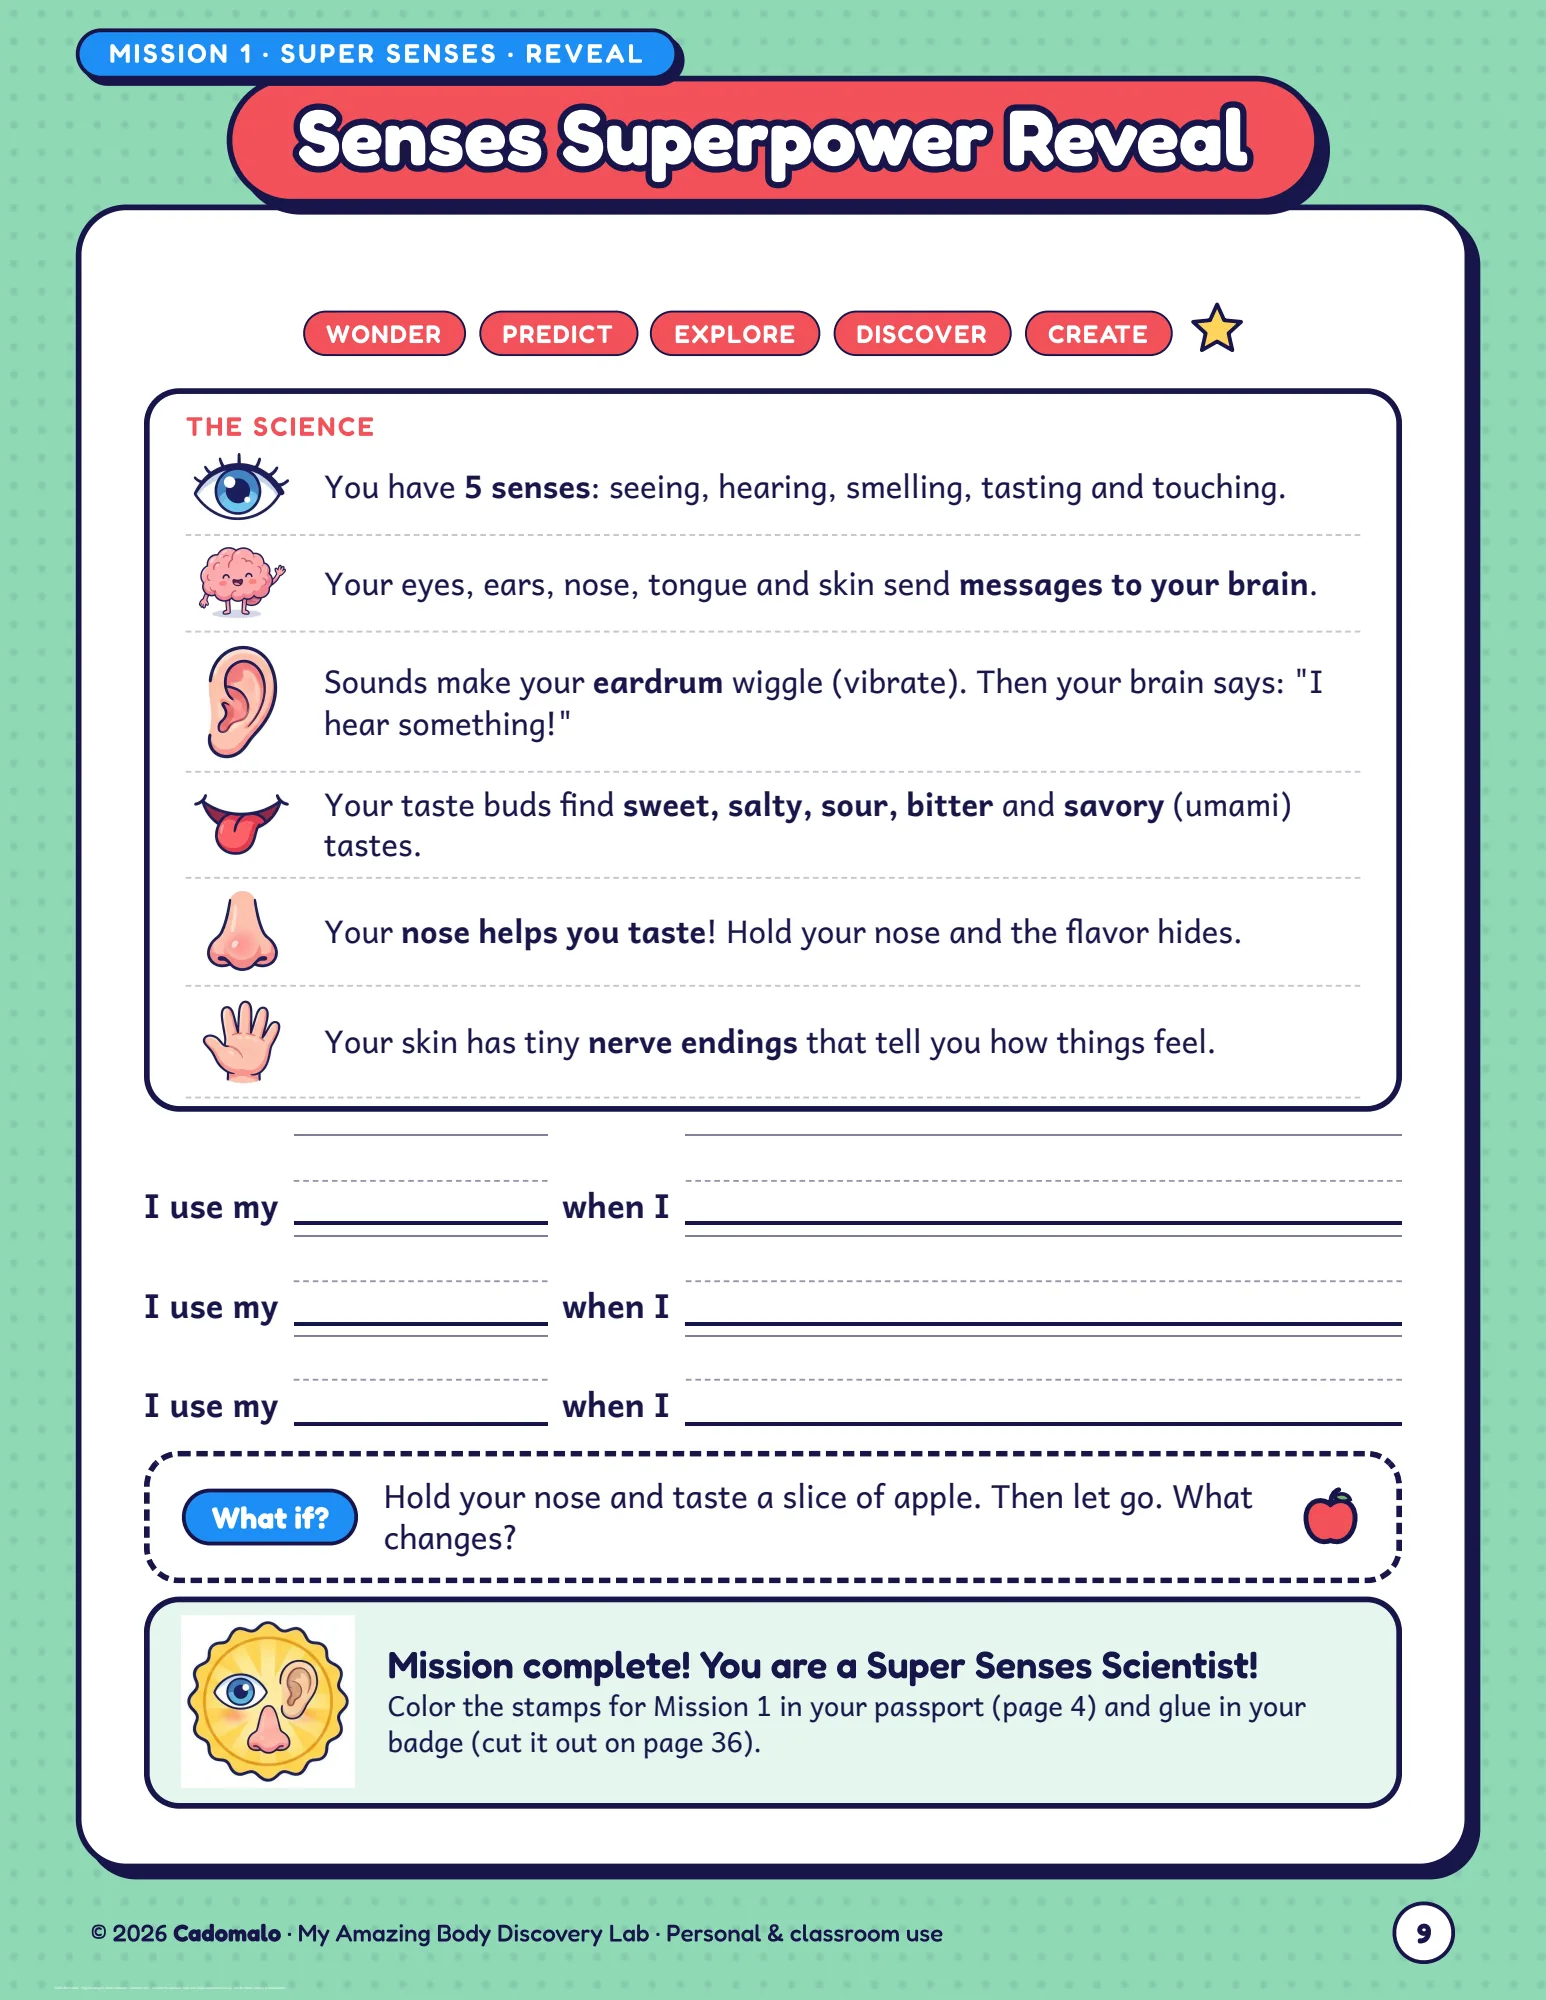 MISSION 1 · SUPER SENSES · REVEAL
Senses Superpower Reveal
WONDER PREDICT EXPLORE DISCOVER CREATE
THE SCIENCE
You have 5 senses: seeing, hearing, smelling, tasting and touching.
Your eyes, ears, nose, tongue and skin send messages to your brain.
Sounds make your eardrum wiggle (vibrate). Then your brain says: "I
hear something!"
Your taste buds find sweet, salty, sour, bitter and savory (umami)
tastes.
Your nose helps you taste! Hold your nose and the flavor hides.
Your skin has tiny nerve endings that tell you how things feel.
I use my when I
I use my when I
I use my when I
What if?
Hold your nose and taste a slice of apple. Then let go. What
changes?
Mission complete! You are a Super Senses Scientist!
Color the stamps for Mission 1 in your passport (page 4) and glue in your
badge (cut it out on page 36).
© 2026 Cadomalo · My Amazing Body Discovery Lab · Personal & classroom use
9